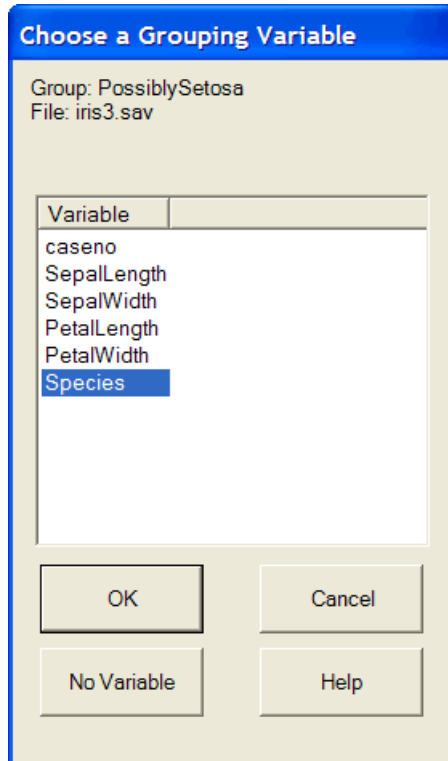 Choose a Grouping Variable
Group: PossiblySetosa
File: iris3.sav
Variable
caseno
SepalLength
SepalWidth
PetalLength
PetalWidth
Species
OK
Cancel
No Variable
Help